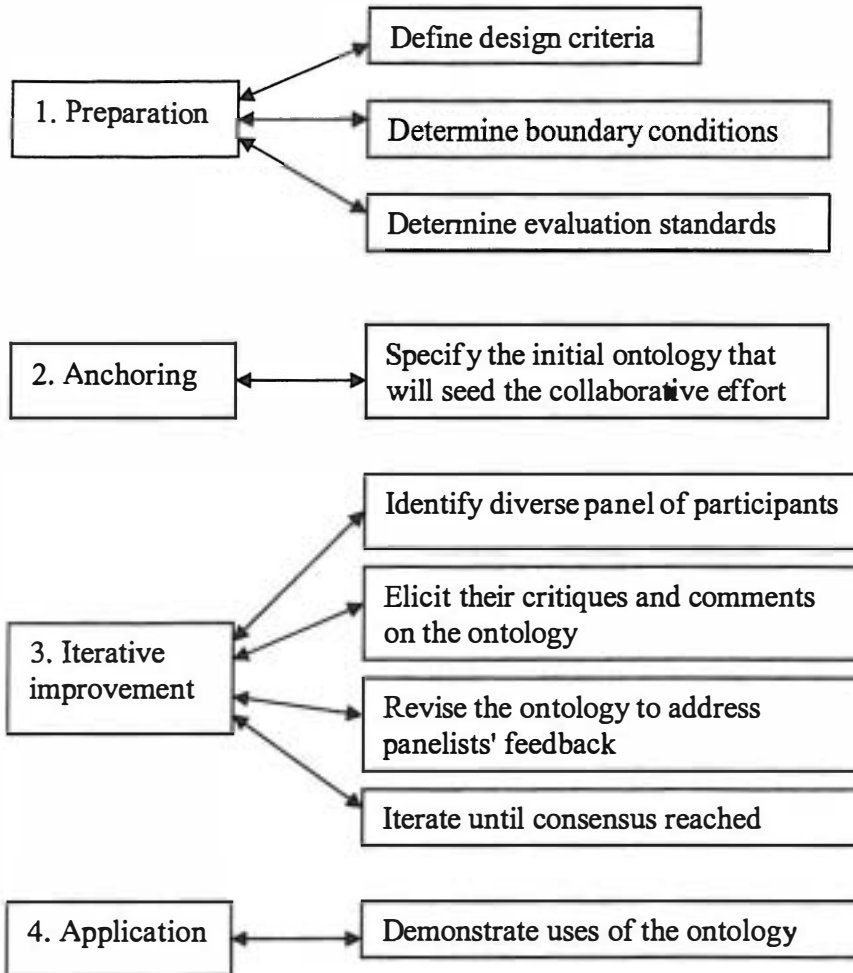 Define design criteria
1. Preparation
Determine boundary conditions
Determine evaluation standards
2. Anchoring
Specify the initial ontology that
will seed the collaborative effort
Identify diverse panel of participants
Elicit their critiques and comments
on the ontology
3. Iterative
improvement
Revise the ontology to address
panelists' feedback
Iterate until consensus reached
4. Application
Demonstrate uses of the ontology